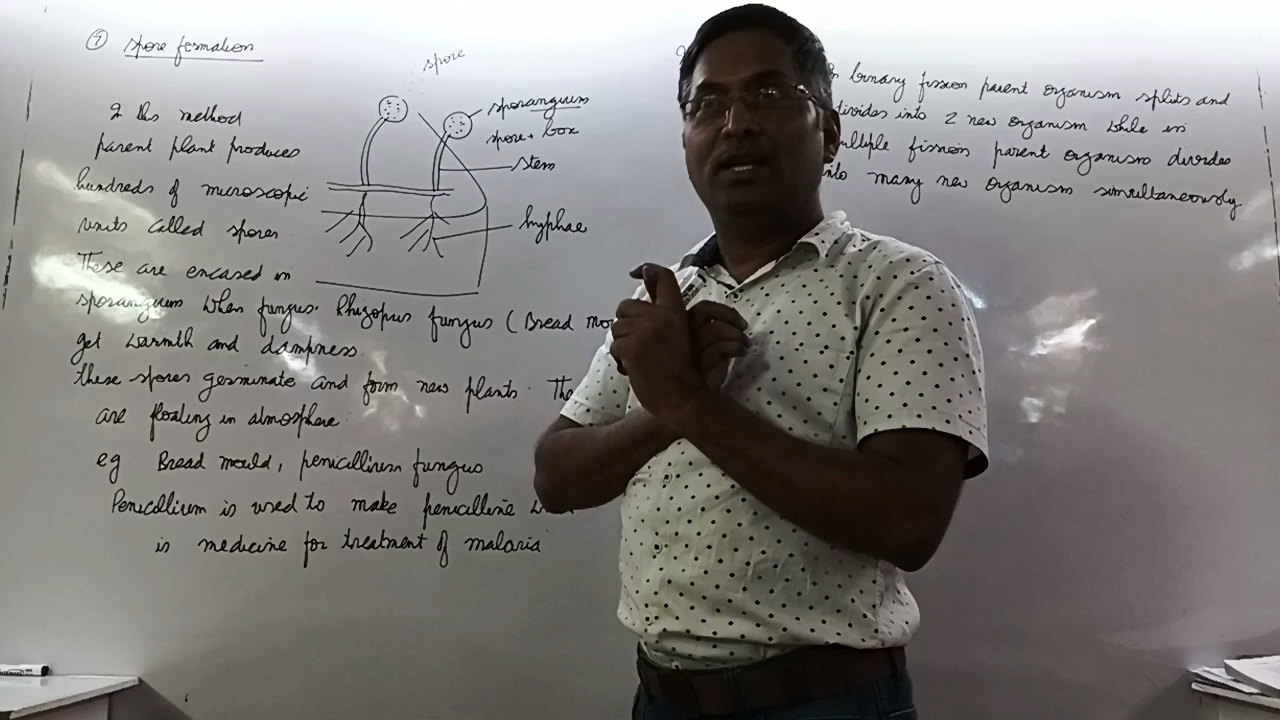 ⑦ spore formation
spore
sporangium
spore + box
stem
hyphae
In this method
parent plant produces
hundreds of microscopic
units called spores
These are encased in
sporangium when fungus. Rhizopus fungus (Bread mo
get warmth and dampness
these spores germinate and form new plants The
are floating in atmosphere
eg Bread mould, penicillium fungus
Penicillium is used to make penicilline
is medicine for treatment of malaria
binary fission parent organism splits and
divides into 2 new organism while in
multiple fission parent organism divides
into many new organism simultaneously